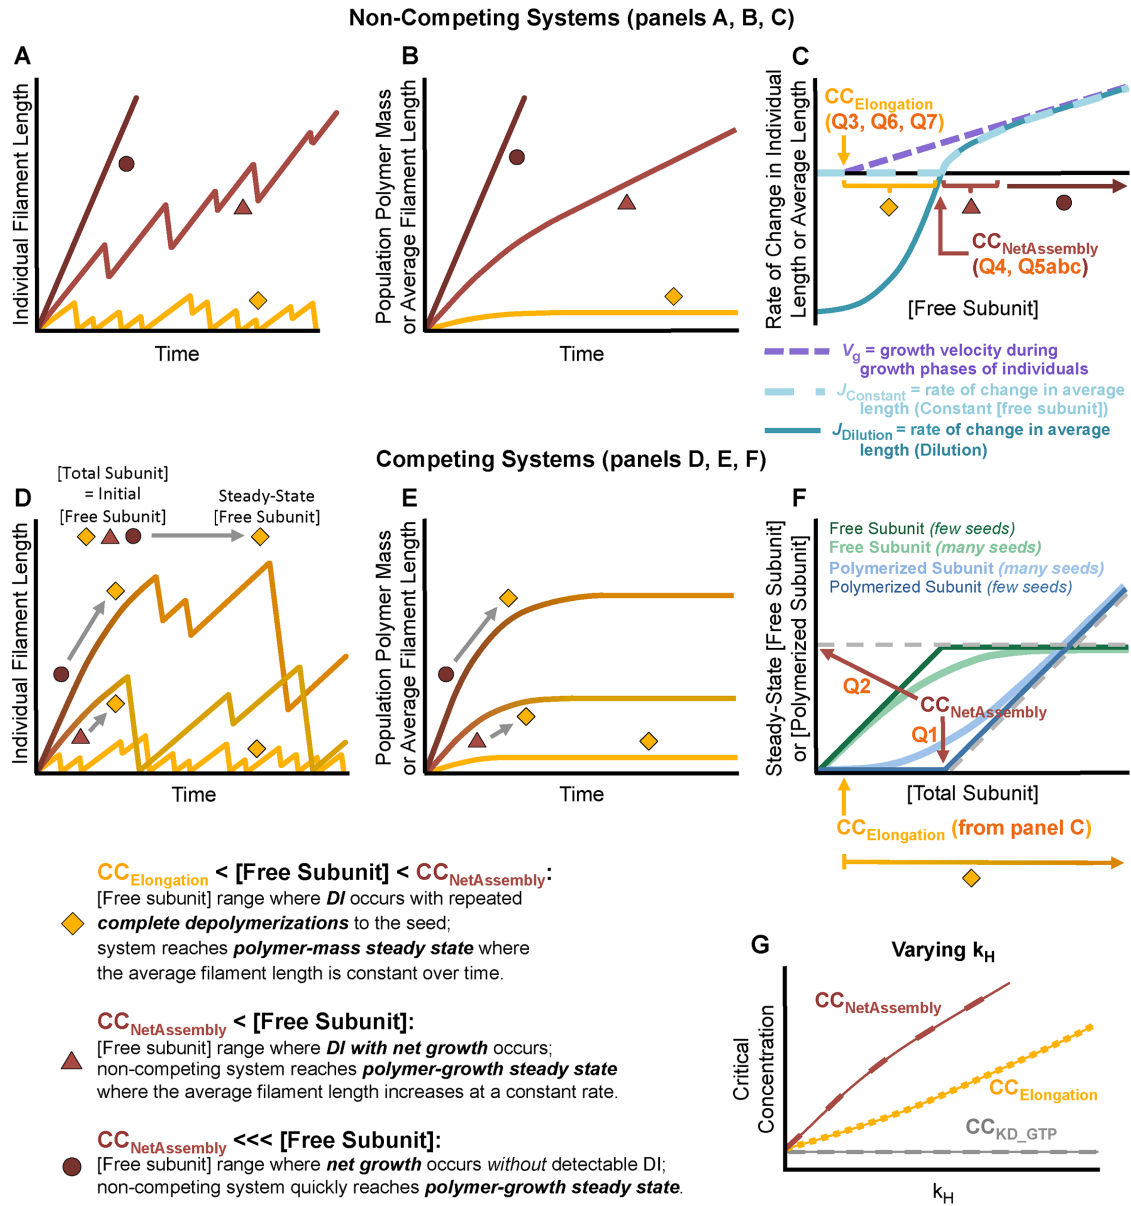 Non-Competing Systems (panels A, B, C)
A
Individual Filament Length
Time
B
Population Polymer Mass
or Average Filament Length
Time
C
Rate of Change in Individual
Length or Average Length
CCElongation
(Q3, Q6, Q7)
CCNetAssembly
(Q4, Q5abc)
[Free Subunit]
Vg = growth velocity during
growth phases of individuals
JConstant = rate of change in average
length (Constant [free subunit])
JDilution = rate of change in average
length (Dilution)
Competing Systems (panels D, E, F)
D
[Total Subunit]
= Initial
[Free Subunit]
Steady-State
[Free Subunit]
Individual Filament Length
Time
E
Population Polymer Mass
or Average Filament Length
Time
F
Steady-State [Free Subunit]
or [Polymerized Subunit]
Free Subunit (few seeds)
Free Subunit (many seeds)
Polymerized Subunit (many seeds)
Polymerized Subunit (few seeds)
Q2
CCNetAssembly
Q1
[Total Subunit]
CCElongation (from panel C)
CCElongation < [Free Subunit] < CCNetAssembly:
[Free subunit] range where DI occurs with repeated
complete depolymerizations to the seed;
system reaches polymer-mass steady state where
the average filament length is constant over time.
CCNetAssembly < [Free Subunit]:
[Free subunit] range where DI with net growth occurs;
non-competing system reaches polymer-growth steady state
where the average filament length increases at a constant rate.
CCNetAssembly <<< [Free Subunit]:
[Free subunit] range where net growth occurs without detectable DI;
non-competing system quickly reaches polymer-growth steady state.
G
Varying kH
Critical
Concentration
CCNetAssembly
CCElongation
CCKD_GTP
kH